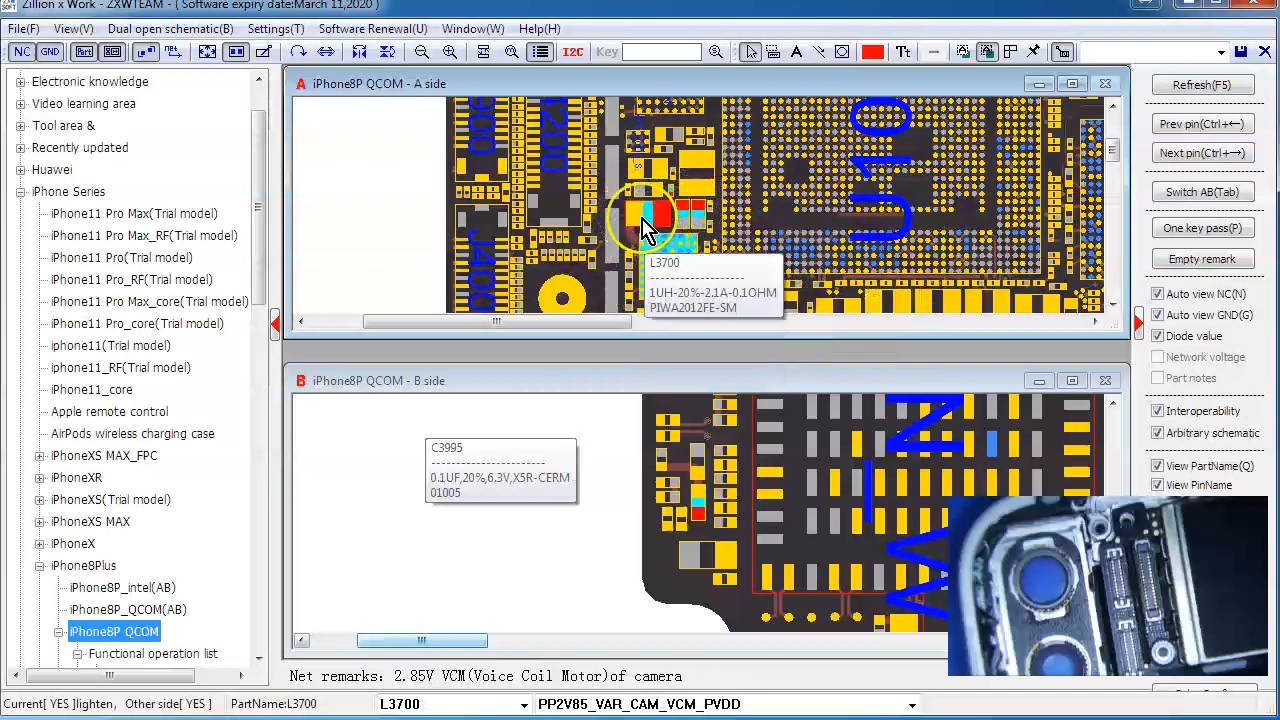 Zillion x Work - ZXWTEAM - ( Software expiry date:March 11,2020 )
File(F) View(V) Dual open schematic(B) Settings(T) Software Renewal(U) Window(W) Help(H)
NC GND Part net I2C Key Tt
Electronic knowledge
Video learning area
Tool area &
Recently updated
Huawei
iPhone Series
iPhone11 Pro Max(Trial model)
iPhone11 Pro Max_RF(Trial model)
iPhone11 Pro(Trial model)
iPhone11 Pro_RF(Trial model)
iPhone11 Pro Max_core(Trial model)
iPhone11 Pro_core(Trial model)
iphone11(Trial model)
iPhone11_RF(Trial model)
iPhone11_core
Apple remote control
AirPods wireless charging case
iPhoneXS MAX_FPC
iPhoneXR
iPhoneXS(Trial model)
iPhoneXS MAX
iPhoneX
iPhone8Plus
iPhone8P_intel(AB)
iPhone8P_QCOM(AB)
iPhone8P QCOM
Functional operation list
A iPhone8P QCOM - A side
J400
U10
L3700
1UH-20%-2.1A-0.1OHM
PIWA2012FE-SM
B iPhone8P QCOM - B side
C3995
0.1UF,20%,6.3V,X5R-CERM
01005
Refresh(F5)
Prev pin(Ctrl+←)
Next pin(Ctrl+→)
Switch AB(Tab)
One key pass(P)
Empty remark
Auto view NC(N)
Auto view GND(G)
Diode value
Network voltage
Part notes
Interoperability
Arbitrary schematic
View PartName(Q)
View PinName
Net remarks: 2.85V VCM(Voice Coil Motor)of camera
Current[ YES ]lighten, Other side[ YES ] PartName:L3700 L3700 PP2V85_VAR_CAM_VCM_PVDD